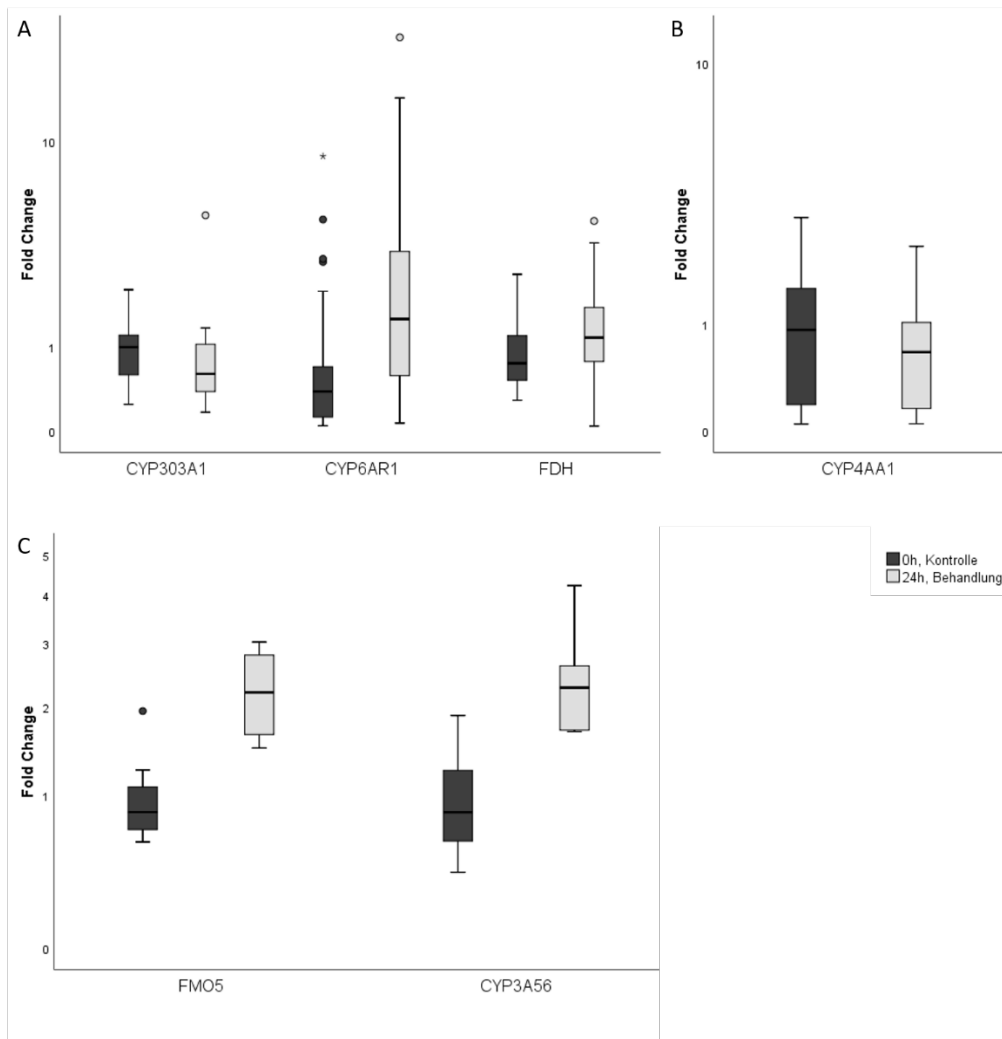 A
Fold Change
10
1
0
CYP303A1
CYP6AR1
FDH
B
Fold Change
10
1
0
CYP4AA1
C
Fold Change
5
4
3
2
1
0
FMO5
CYP3A56
0h, Kontrolle
24h, Behandlung